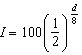 I = 100(1/2)^(d/8)